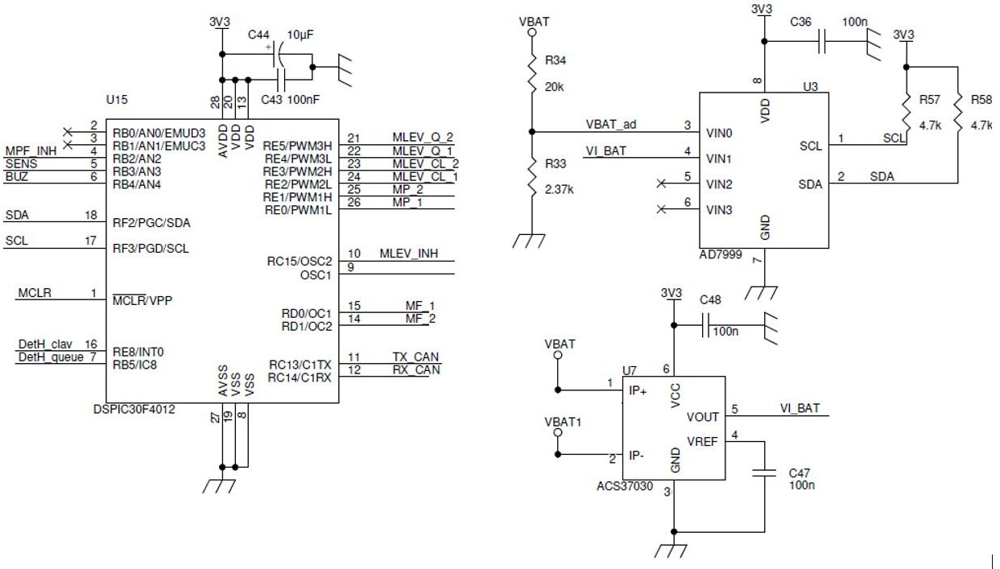 3V3
C44 10µF
+
C43 100nF
U15
28 20 13
AVDD VDD VDD
2 RB0/AN0/EMUD3
3 RB1/AN1/EMUC3
MPF_INH 4 RB2/AN2
SENS 5 RB3/AN3
BUZ 6 RB4/AN4
SDA 18 RF2/PGC/SDA
SCL 17 RF3/PGD/SCL
MCLR 1 MCLR/VPP
DetH_clav 16 RE8/INT0
DetH_queue 7 RB5/IC8
RE5/PWM3H 21 MLEV_Q_2
RE4/PWM3L 22 MLEV_Q_1
RE3/PWM2H 23 MLEV_CL_2
RE2/PWM2L 24 MLEV_CL_1
RE1/PWM1H 25 MP_2
RE0/PWM1L 26 MP_1
RC15/OSC2 10 MLEV_INH
OSC1 9
RD0/OC1 15 MF_1
RD1/OC2 14 MF_2
RC13/C1TX 11 TX_CAN
RC14/C1RX 12 RX_CAN
AVSS VSS VSS
27 19 8
DSPIC30F4012
VBAT
R34
20k
R33
2.37k
3V3
C36 100n
3V3
8
U3
VDD
R57
4.7k
R58
4.7k
VBAT_ad 3 VIN0
VI_BAT 4 VIN1
5 VIN2
6 VIN3
SCL 1 SCL
SDA 2 SDA
GND
AD7999
7
3V3
C48
100n
VBAT
U7
6
1 IP+
VCC
VBAT1
2 IP-
VOUT 5 VI_BAT
VREF 4
GND
ACS37030
3
C47
100n